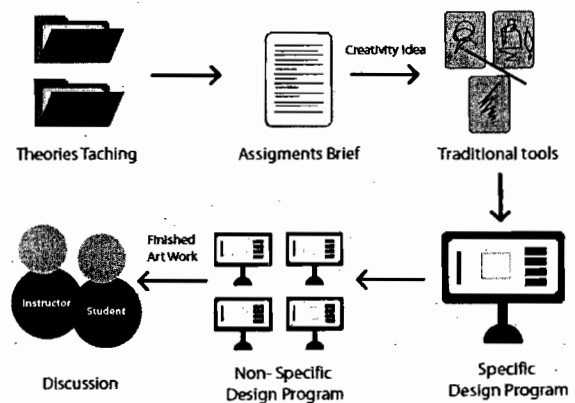 Creativity Idea
Theories Taching
Assigments Brief
Traditional tools
Finished
Art Work
Instructor
Student
Discussion
Non- Specific
Design Program
Specific
Design Program